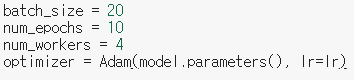 batch_size = 20
num_epochs = 10
num_workers = 4
optimizer = Adam(model.parameters(), lr=lr)